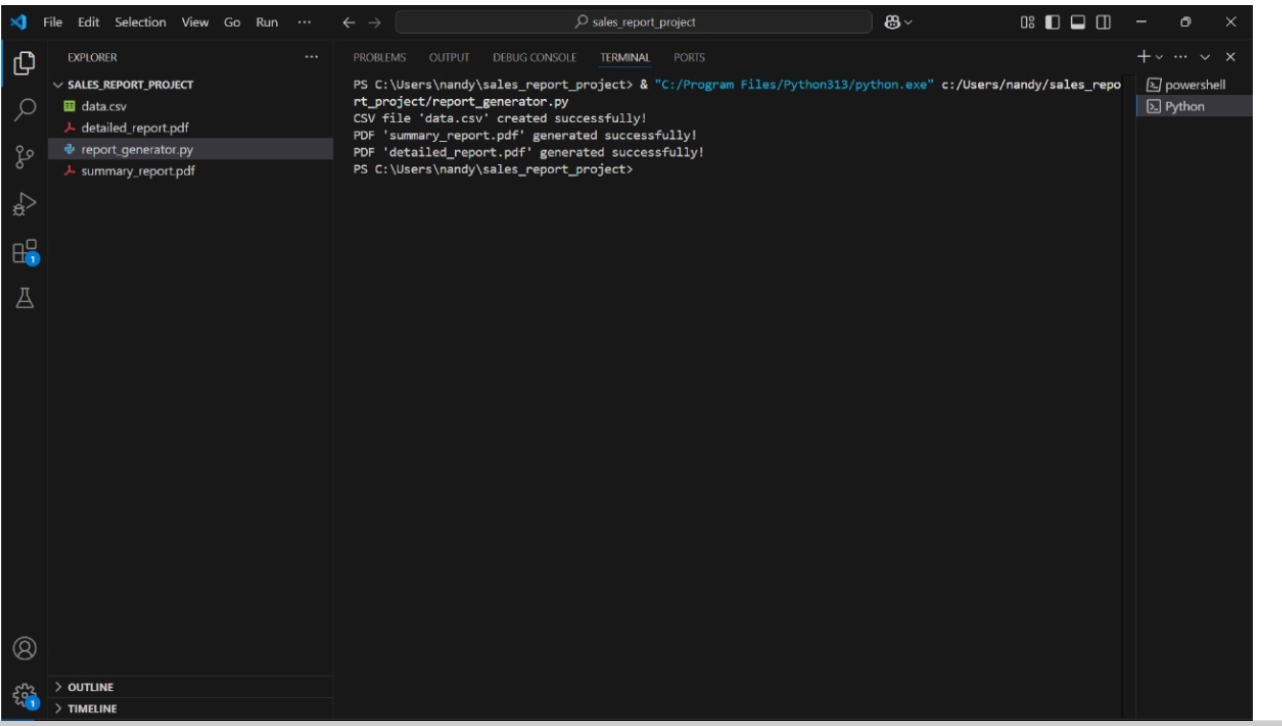 File Edit Selection View Go Run ···
sales_report_project
EXPLORER ···
SALES_REPORT_PROJECT
data.csv
detailed_report.pdf
report_generator.py
summary_report.pdf
OUTLINE
TIMELINE
PROBLEMS OUTPUT DEBUG CONSOLE TERMINAL PORTS
PS C:\Users\nandy\sales_report_project> & "C:/Program Files/Python313/python.exe" c:/Users/nandy/sales_repo
rt_project/report_generator.py
CSV file 'data.csv' created successfully!
PDF 'summary_report.pdf' generated successfully!
PDF 'detailed_report.pdf' generated successfully!
PS C:\Users\nandy\sales_report_project>
powershell
Python
1
1